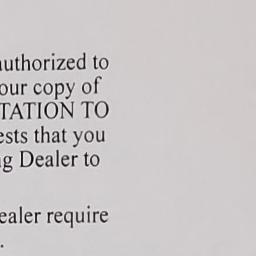 authorized to
our copy of
TATION TO
ests that you
g Dealer to
ealer require
.